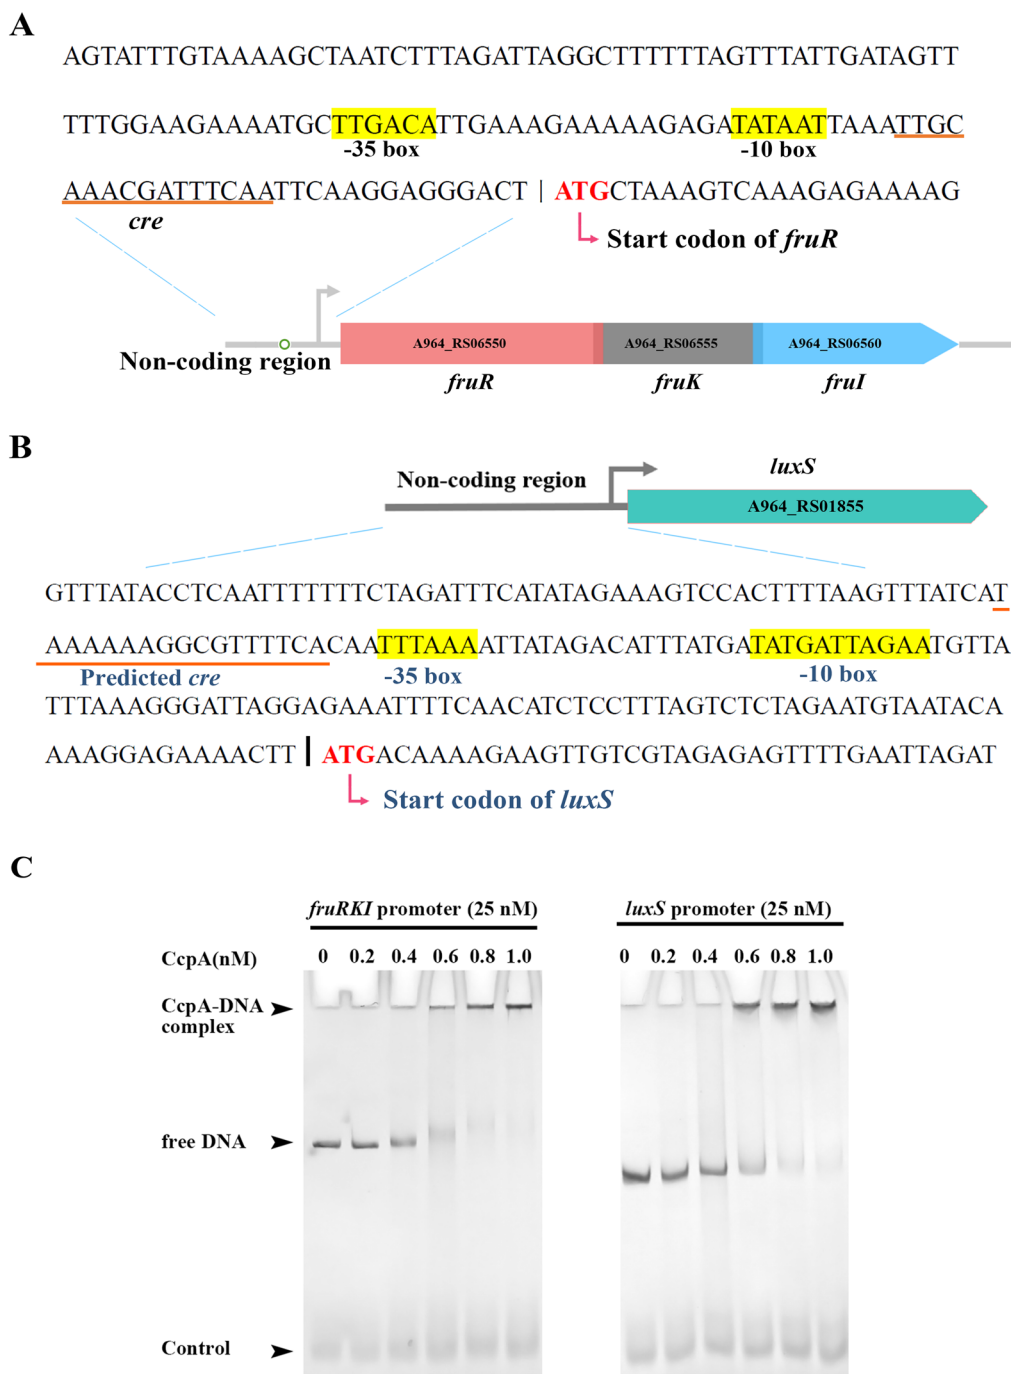 A
AGTATTTGTAAAAGCTAATCTTTAGATTAGGCTTTTTTAGTTTATTGATAGTT
TTTGGAAGAAAATGCTTGACATTGAAAGAAAAAGAGATATAATTAAATTGC
-35 box -10 box
AAACGATTTCAATTCAAGGAGGGACT | ATGCTAAAGTCAAAGAGAAAAG
cre
Start codon of fruR
A964_RS06550 A964_RS06555 A964_RS06560
Non-coding region
fruR fruK fruI
B
luxS
Non-coding region
A964_RS01855
GTTTATACCTCAATTTTTTTCTAGATTTCATATAGAAAGTCCACTTTTAAGTTTATCAT
AAAAAAGGCGTTTTCACAATTTAAAATTATAGACATTTATGATATGATTAGAATGTTA
Predicted cre -35 box -10 box
TTTAAAGGGATTAGGAGAAATTTTCAACATCTCCTTTAGTCTCTAGAATGTAATACA
AAAGGAGAAAACTT | ATGACAAAAGAAGTTGTCGTAGAGAGTTTTGAATTAGAT
Start codon of luxS
C
fruRKI promoter (25 nM) luxS promoter (25 nM)
CcpA(nM) 0 0.2 0.4 0.6 0.8 1.0 0 0.2 0.4 0.6 0.8 1.0
CcpA-DNA
complex
free DNA
Control